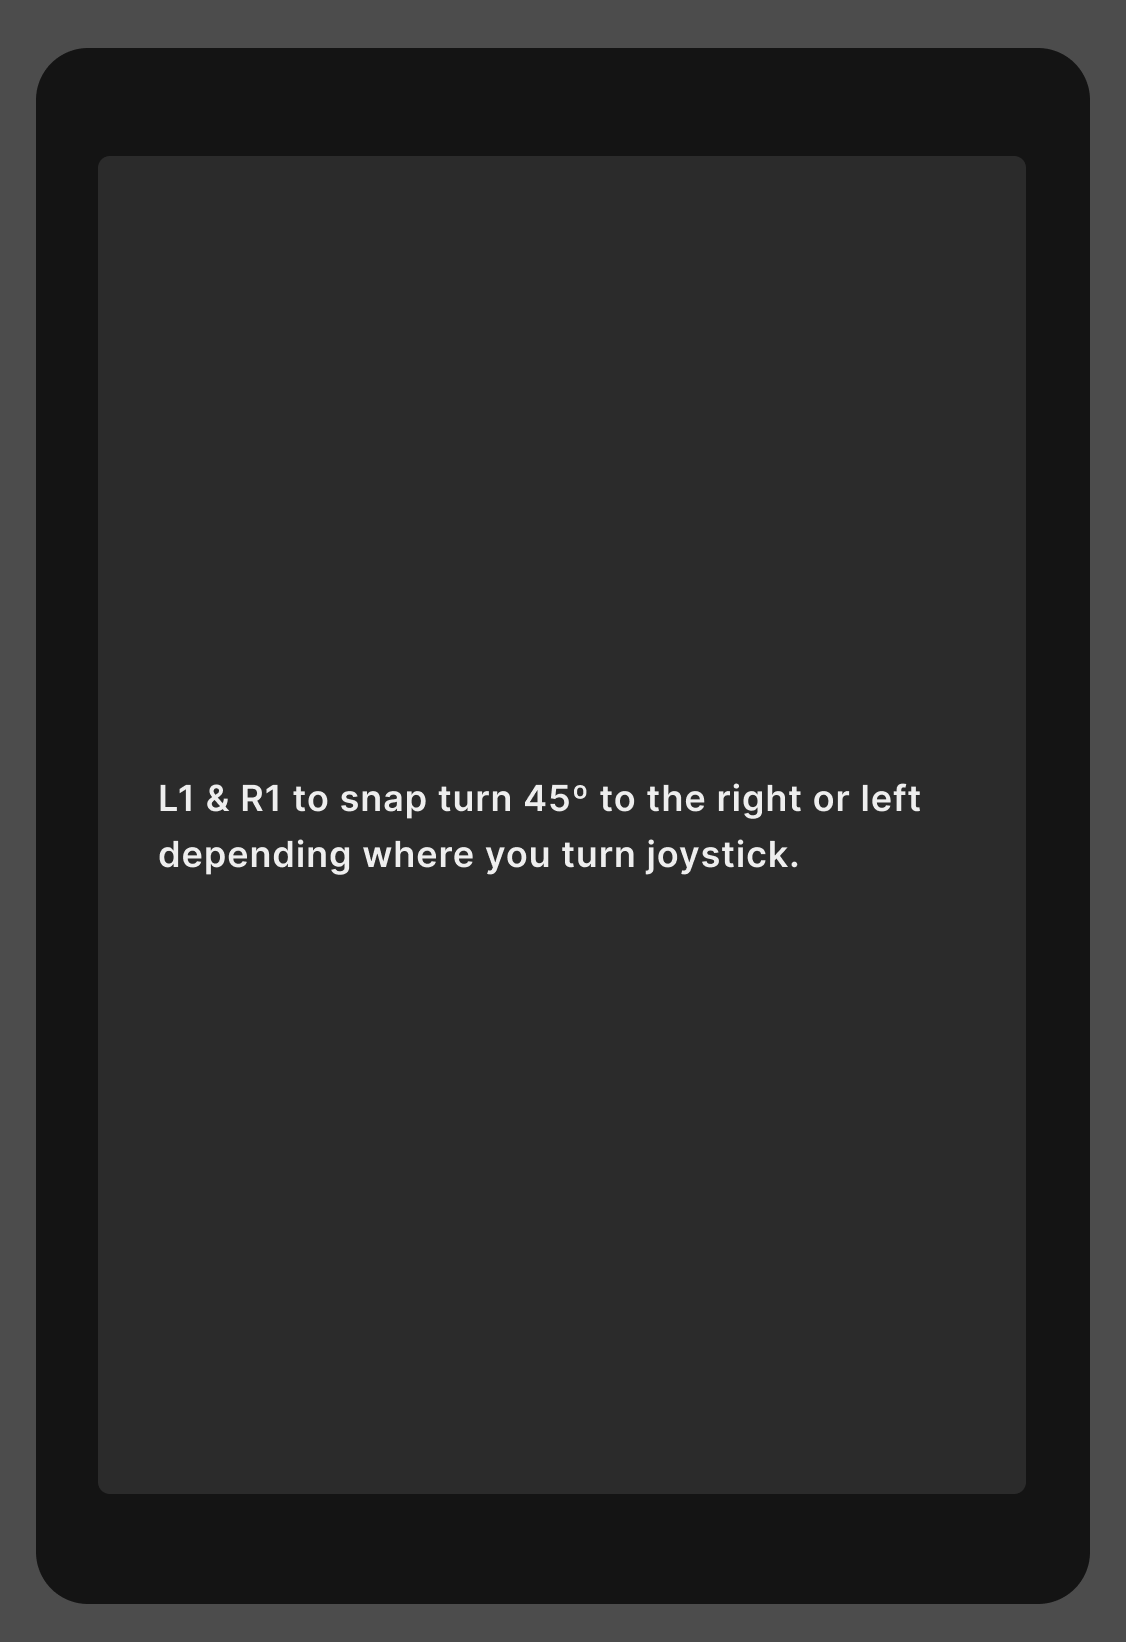 L1 & R1 to snap turn 45º to the right or left
depending where you turn joystick.